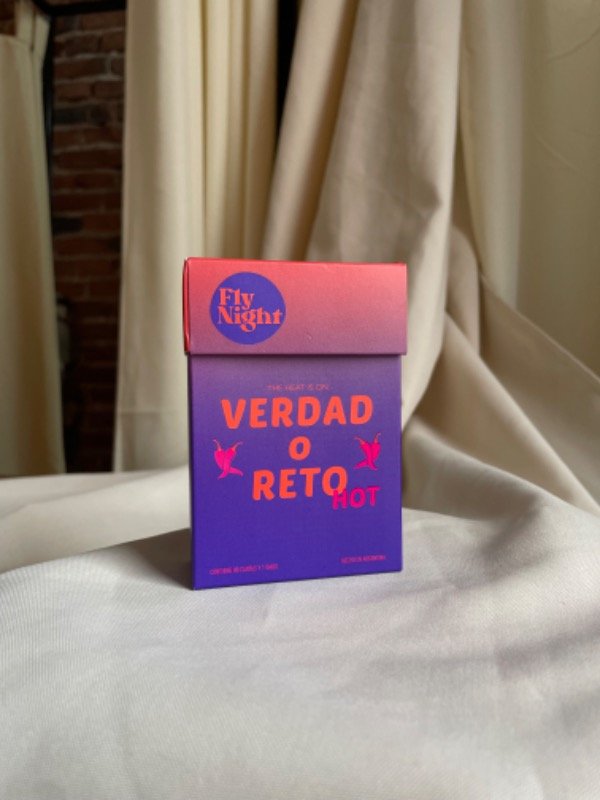 Fly
Night
THE HEAT IS ON
VERDAD
O
RETO
HOT